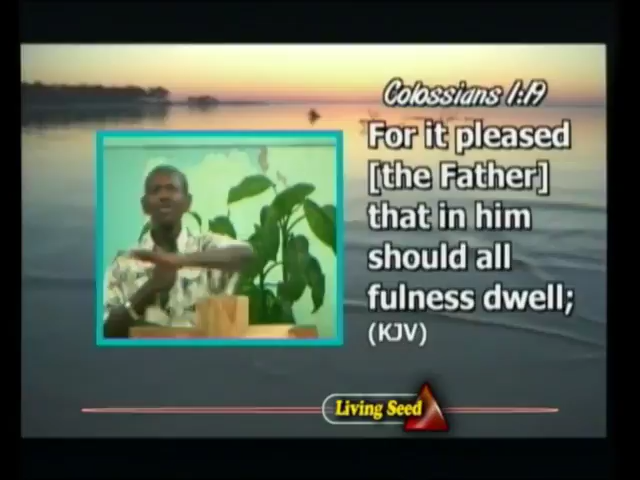 Colossians 1:19
For it pleased
[the Father]
that in him
should all
fulness dwell;
(KJV)
Living Seed